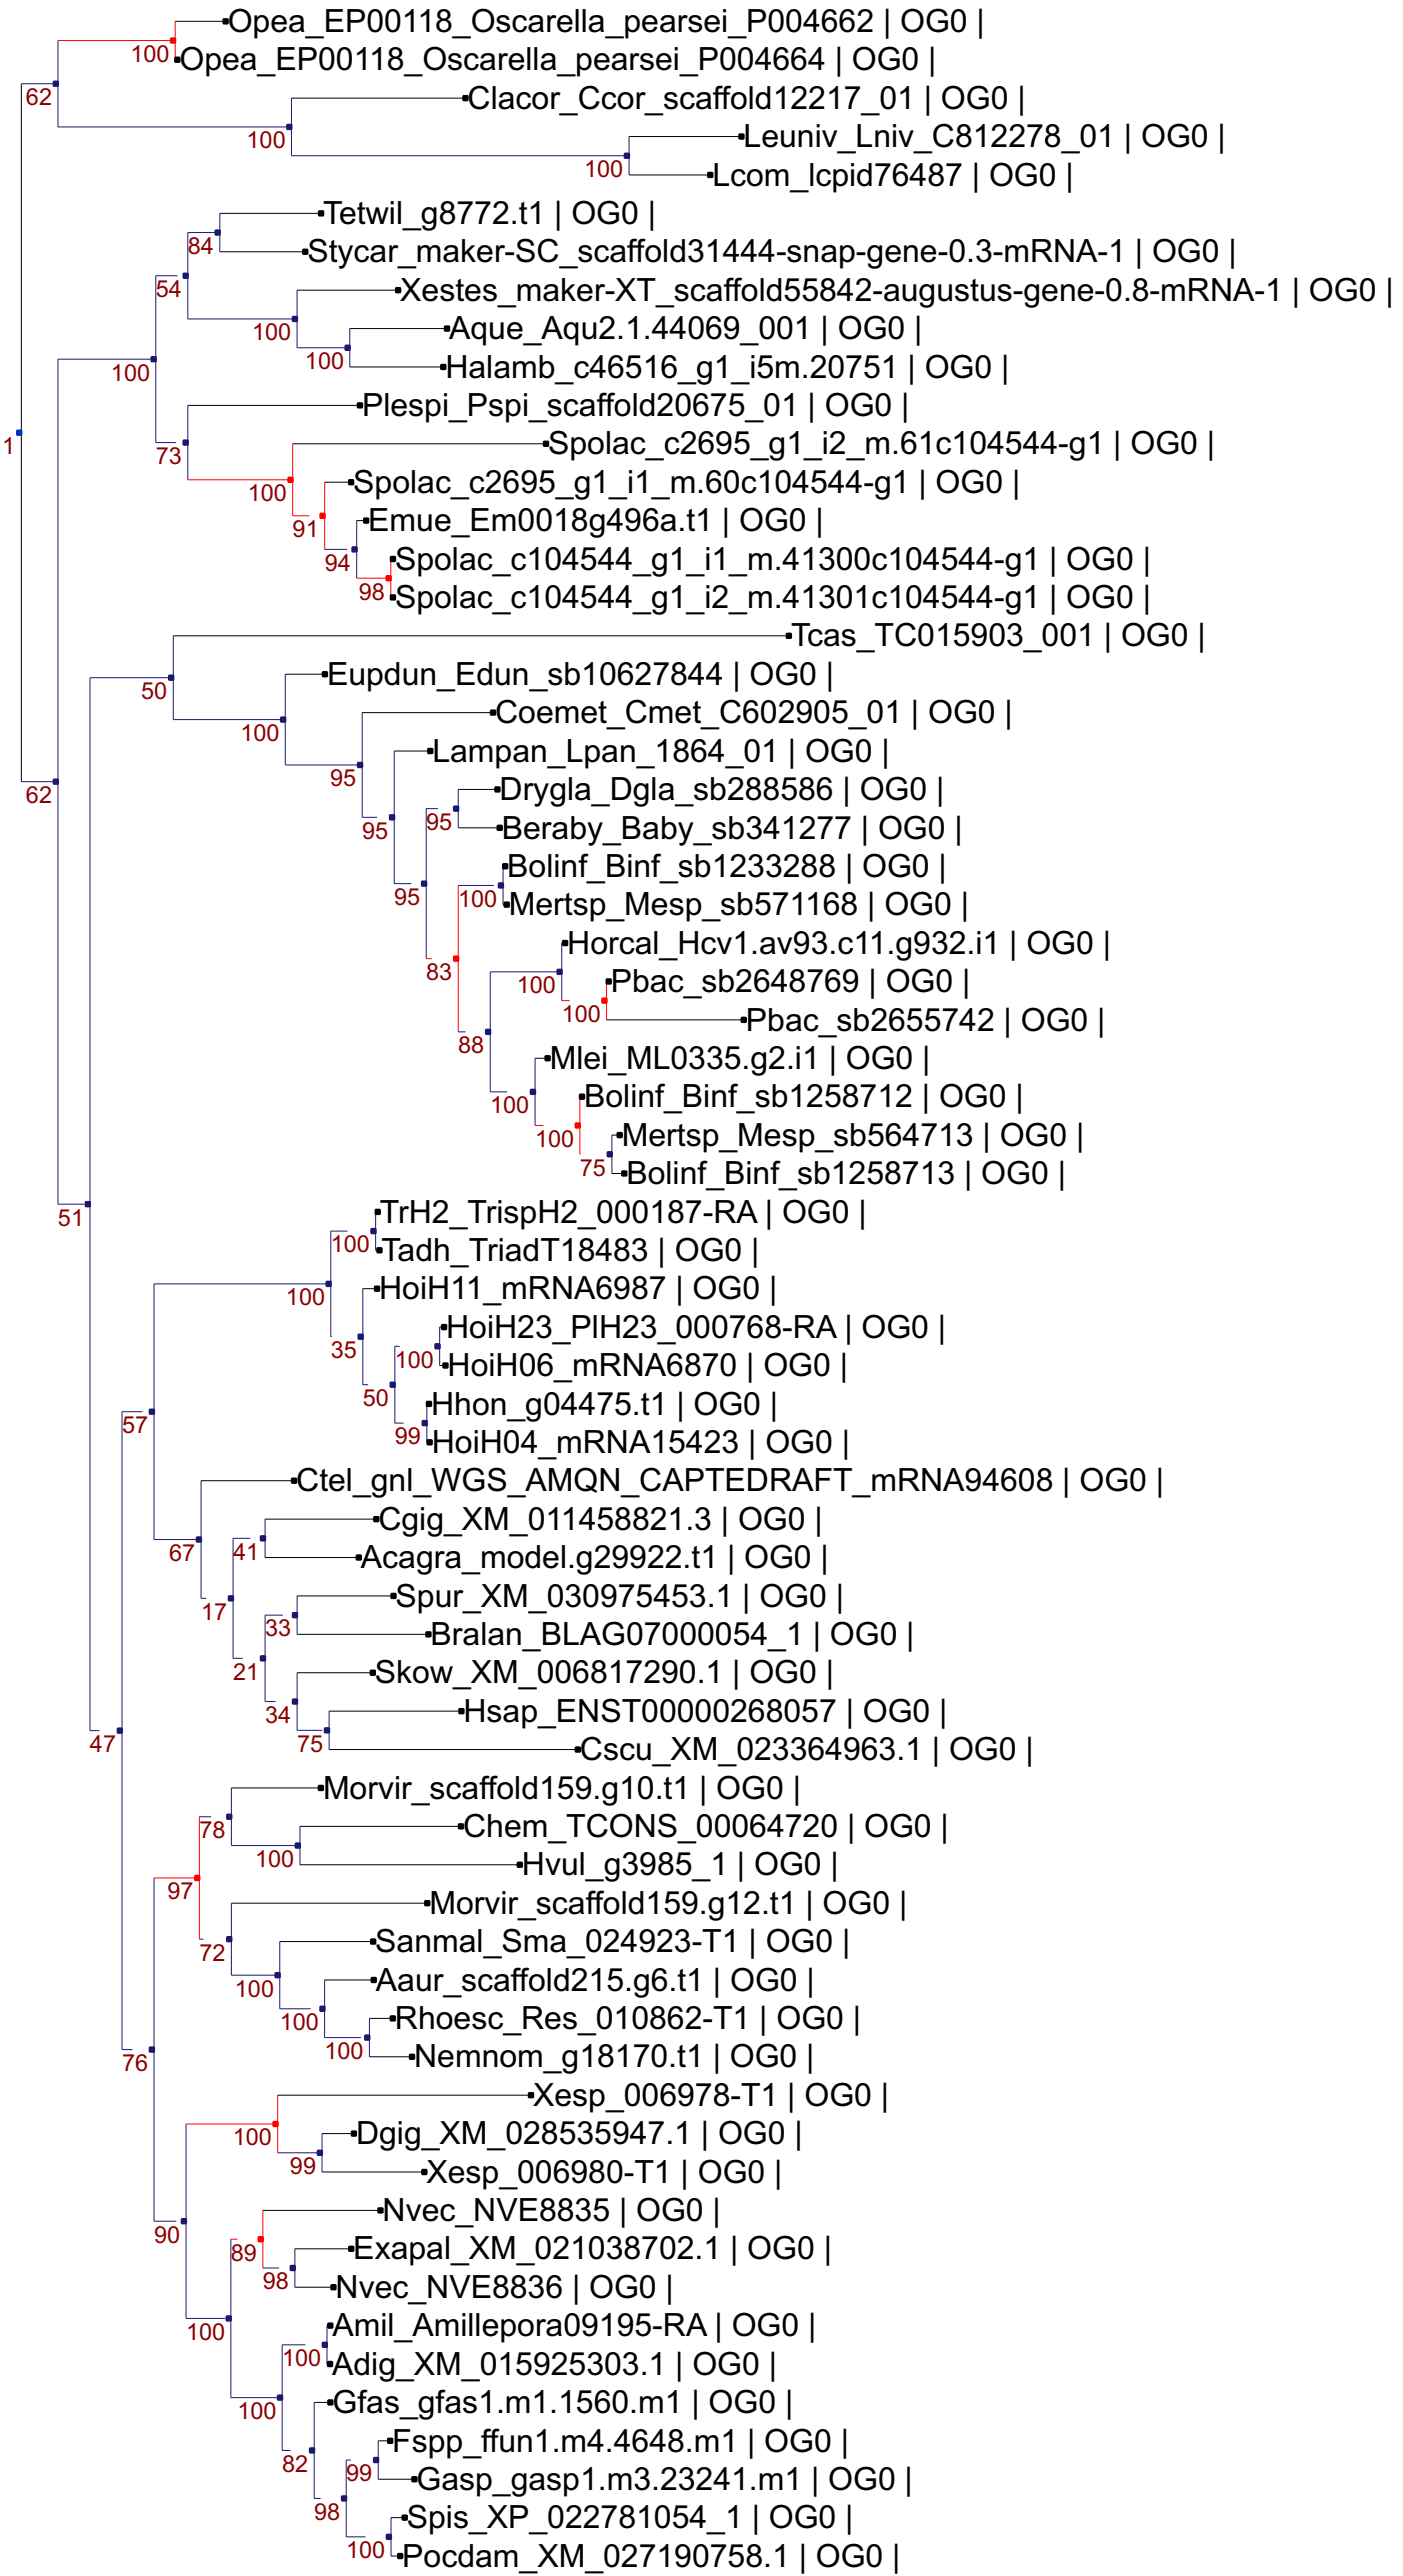 Opea_EP00118_Oscarella_pearsei_P004662 | OG0 |
100
Opea_EP00118_Oscarella_pearsei_P004664 | OG0 |
62
Clacor_Ccor_scaffold12217_01 | OG0 |
100
Leuniv_Lniv_C812278_01 | OG0 |
100
Lcom_lcpid76487 | OG0 |
Tetwil_g8772.t1 | OG0 |
84
Stycar_maker-SC_scaffold31444-snap-gene-0.3-mRNA-1 | OG0 |
54
Xestes_maker-XT_scaffold55842-augustus-gene-0.8-mRNA-1 | OG0 |
100
Aque_Aqu2.1.44069_001 | OG0 |
100
Halamb_c46516_g1_i5m.20751 | OG0 |
100
Plespi_Pspi_scaffold20675_01 | OG0 |
1
73
Spolac_c2695_g1_i2_m.61c104544-g1 | OG0 |
100
Spolac_c2695_g1_i1_m.60c104544-g1 | OG0 |
91
Emue_Em0018g496a.t1 | OG0 |
94
Spolac_c104544_g1_i1_m.41300c104544-g1 | OG0 |
98
Spolac_c104544_g1_i2_m.41301c104544-g1 | OG0 |
Tcas_TC015903_001 | OG0 |
50
Eupdun_Edun_sb10627844 | OG0 |
100
Coemet_Cmet_C602905_01 | OG0 |
95
Lampan_Lpan_1864_01 | OG0 |
62
Drygla_Dgla_sb288586 | OG0 |
95
95
Beraby_Baby_sb341277 | OG0 |
Bolinf_Binf_sb1233288 | OG0 |
95
100
Mertsp_Mesp_sb571168 | OG0 |
Horcal_Hcv1.av93.c11.g932.i1 | OG0 |
83
100
Pbac_sb2648769 | OG0 |
100
Pbac_sb2655742 | OG0 |
88
Mlei_ML0335.g2.i1 | OG0 |
100
Bolinf_Binf_sb1258712 | OG0 |
100
Mertsp_Mesp_sb564713 | OG0 |
75
Bolinf_Binf_sb1258713 | OG0 |
51
TrH2_TrispH2_000187-RA | OG0 |
100
Tadh_TriadT18483 | OG0 |
100
HoiH11_mRNA6987 | OG0 |
35
HoiH23_PlH23_000768-RA | OG0 |
100
HoiH06_mRNA6870 | OG0 |
50
Hhon_g04475.t1 | OG0 |
57
99
HoiH04_mRNA15423 | OG0 |
Ctel_gnl_WGS_AMQN_CAPTEDRAFT_mRNA94608 | OG0 |
67
Cgig_XM_011458821.3 | OG0 |
41
Acagra_model.g29922.t1 | OG0 |
17
Spur_XM_030975453.1 | OG0 |
33
Bralan_BLAG07000054_1 | OG0 |
21
Skow_XM_006817290.1 | OG0 |
34
Hsap_ENST00000268057 | OG0 |
47
75
Cscu_XM_023364963.1 | OG0 |
Morvir_scaffold159.g10.t1 | OG0 |
78
Chem_TCONS_00064720 | OG0 |
100
Hvul_g3985_1 | OG0 |
97
Morvir_scaffold159.g12.t1 | OG0 |
72
Sanmal_Sma_024923-T1 | OG0 |
100
Aaur_scaffold215.g6.t1 | OG0 |
100
Rhoesc_Res_010862-T1 | OG0 |
100
Nemnom_g18170.t1 | OG0 |
76
Xesp_006978-T1 | OG0 |
100
Dgig_XM_028535947.1 | OG0 |
99
Xesp_006980-T1 | OG0 |
Nvec_NVE8835 | OG0 |
90
89
Exapal_XM_021038702.1 | OG0 |
98
Nvec_NVE8836 | OG0 |
100
Amil_Amillepora09195-RA | OG0 |
100
Adig_XM_015925303.1 | OG0 |
100
Gfas_gfas1.m1.1560.m1 | OG0 |
82
Fspp_ffun1.m4.4648.m1 | OG0 |
99
Gasp_gasp1.m3.23241.m1 | OG0 |
98
Spis_XP_022781054_1 | OG0 |
100
Pocdam_XM_027190758.1 | OG0 |